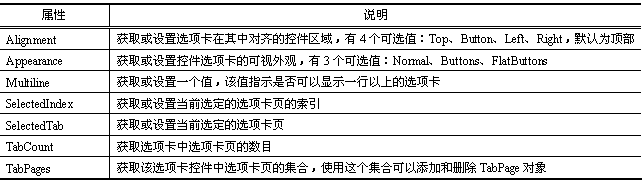 属性 说明
Alignment 获取或设置选项卡在其中对齐的控件区域，有 4 个可选值：Top、Button、Left、Right，默认为顶部
Appearance 获取或设置控件选项卡的可视外观，有 3 个可选值：Normal、Buttons、FlatButtons
Multiline 获取或设置一个值，该值指示是否可以显示一行以上的选项卡
SelectedIndex 获取或设置当前选定的选项卡页的索引
SelectedTab 获取或设置当前选定的选项卡页
TabCount 获取选项卡中选项卡页的数目
TabPages 获取该选项卡控件中选项卡页的集合，使用这个集合可以添加和删除 TabPage 对象